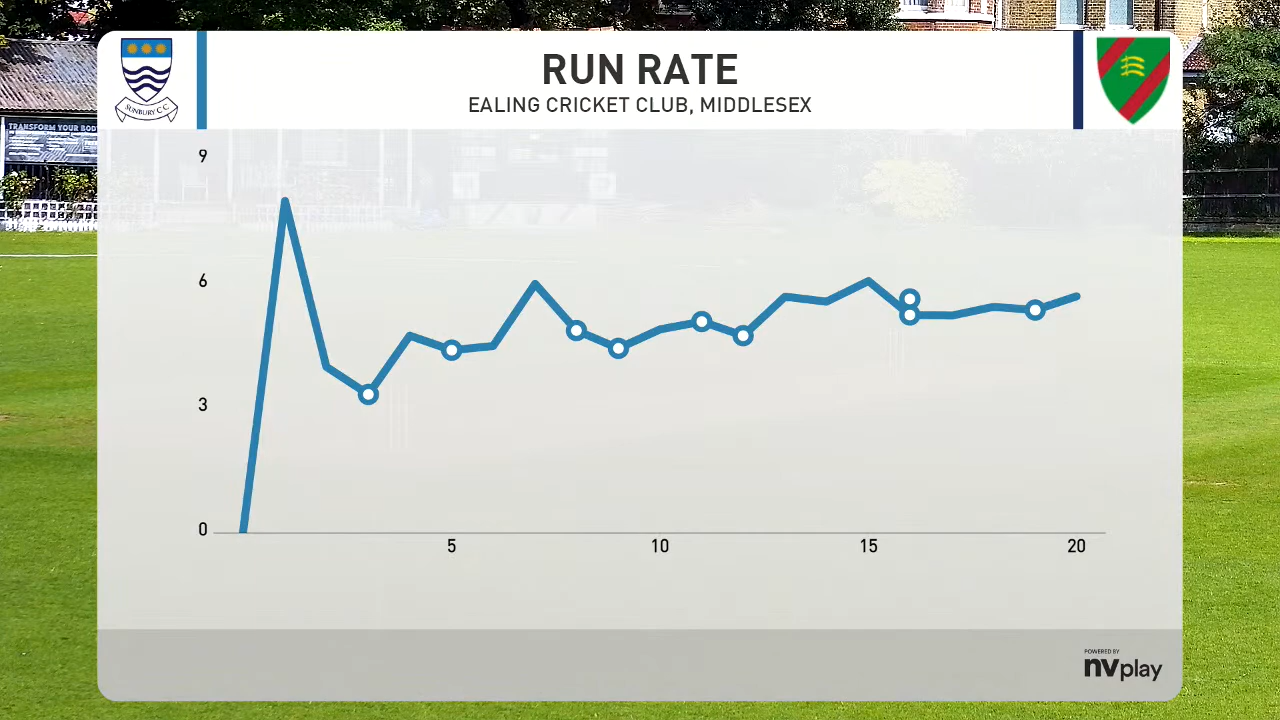 SUNBURY C.C.
TRANSFORM YOUR BODY
RUN RATE
EALING CRICKET CLUB, MIDDLESEX
9
6
3
0
5
10
15
20
POWERED BY
nvplay